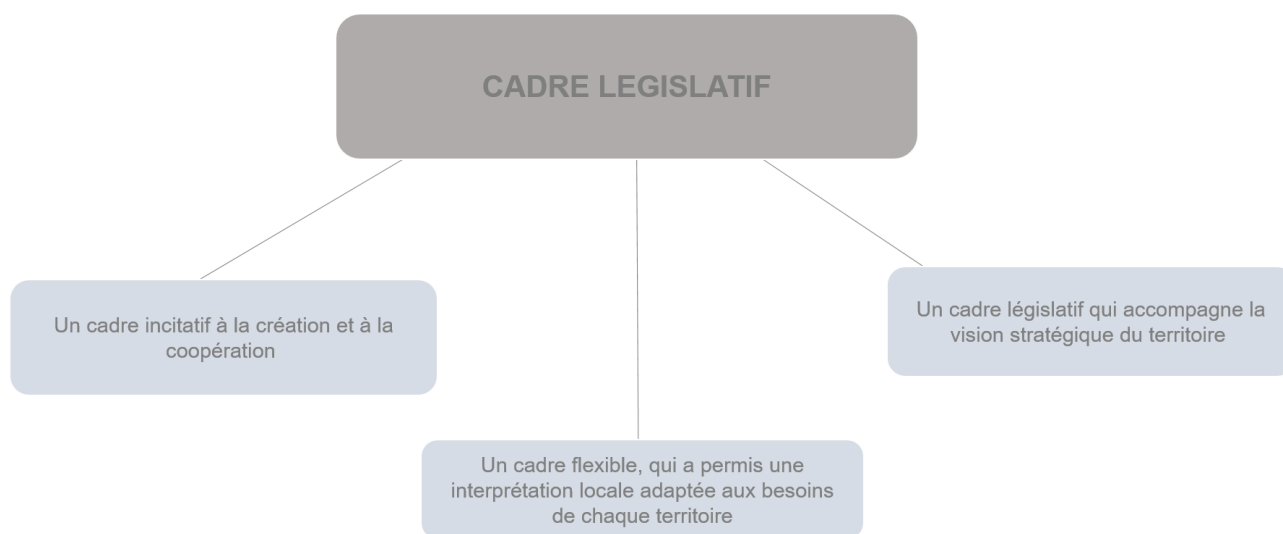 CADRE LEGISLATIF
Un cadre incitatif à la création et à la
coopération
Un cadre législatif qui accompagne la
vision stratégique du territoire
Un cadre flexible, qui a permis une
interprétation locale adaptée aux besoins
de chaque territoire